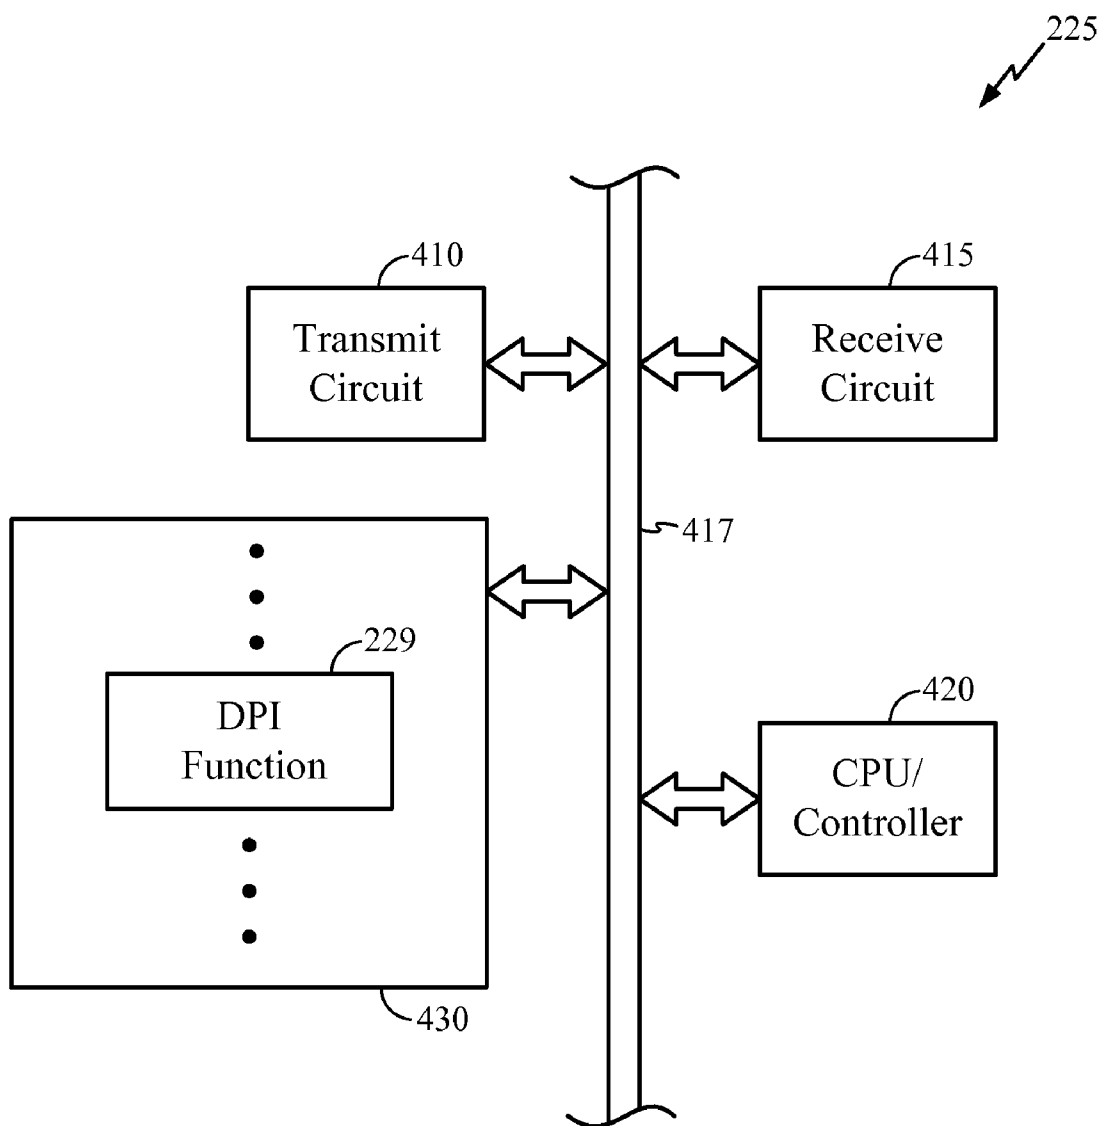 225
410
Transmit
Circuit
415
Receive
Circuit
417
229
DPI
Function
420
CPU/
Controller
430